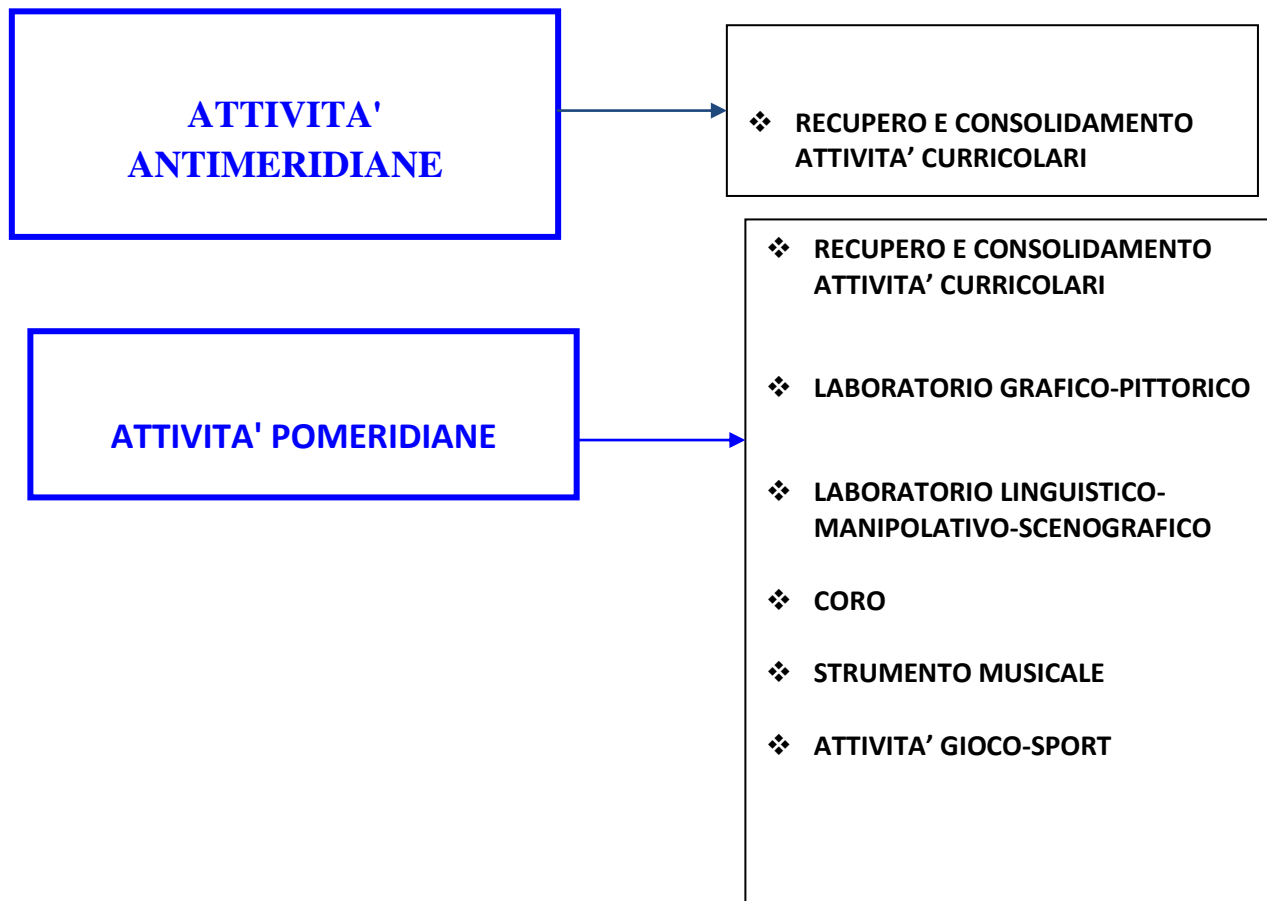 ATTIVITA'
ANTIMERIDIANE
❖ RECUPERO E CONSOLIDAMENTO
ATTIVITA’ CURRICOLARI
ATTIVITA' POMERIDIANE
❖ RECUPERO E CONSOLIDAMENTO
ATTIVITA’ CURRICOLARI
❖ LABORATORIO GRAFICO-PITTORICO
❖ LABORATORIO LINGUISTICO-
MANIPOLATIVO-SCENOGRAFICO
❖ CORO
❖ STRUMENTO MUSICALE
❖ ATTIVITA’ GIOCO-SPORT